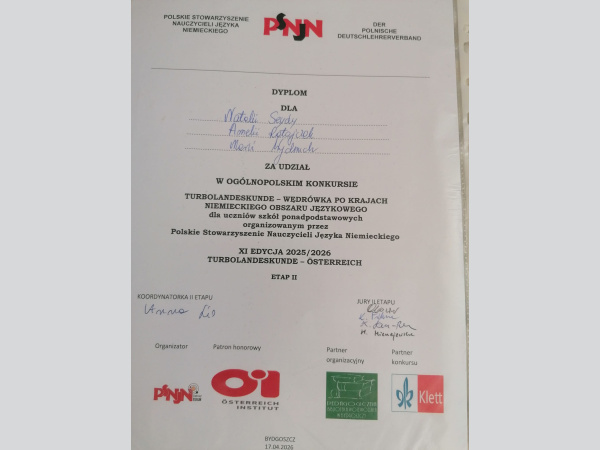 POLSKIE STOWARZYSZENIE
NAUCZYCIELI JĘZYKA
NIEMIECKIEGO
PSNJN
DER
POLNISCHE
DEUTSCHLEHRERVERBAND
DYPLOM
DLA
Natalii
Amelii
ZA UDZIAŁ
W OGÓLNOPOLSKIM KONKURSIE
TURBOLANDESKUNDE – WĘDRÓWKA PO KRAJACH
NIEMIECKIEGO OBSZARU JĘZYKOWEGO
dla uczniów szkół ponadpodstawowych
organizowanym przez
Polskie Stowarzyszenie Nauczycieli Języka Niemieckiego
XI EDYCJA 2025/2026
TURBOLANDESKUNDE – ÖSTERREICH
ETAP II
KOORDYNATORKA II ETAPU
Anna
JURY II ETAPU
Organizator
Patron honorowy
Partner
organizacyjny
Partner
konkursu
PSNJN
ÖSTERREICH
INSTITUT
Klett
BYDGOSZCZ
17.04.2026